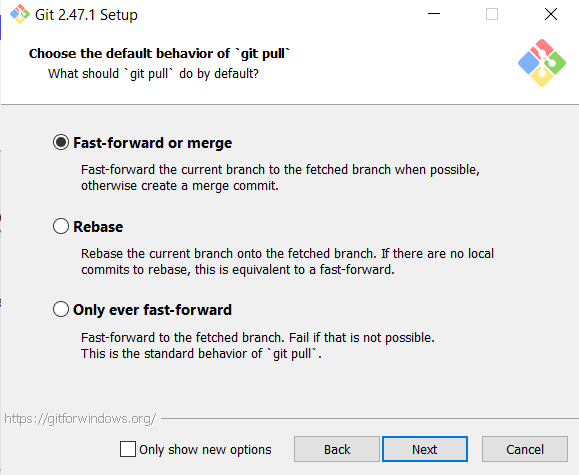 Git 2.47.1 Setup
Choose the default behavior of `git pull`
What should `git pull` do by default?
Fast-forward or merge
Fast-forward the current branch to the fetched branch when possible,
otherwise create a merge commit.
Rebase
Rebase the current branch onto the fetched branch. If there are no local
commits to rebase, this is equivalent to a fast-forward.
Only ever fast-forward
Fast-forward to the fetched branch. Fail if that is not possible.
This is the standard behavior of `git pull`.
https://gitforwindows.org/
Only show new options
Back
Next
Cancel